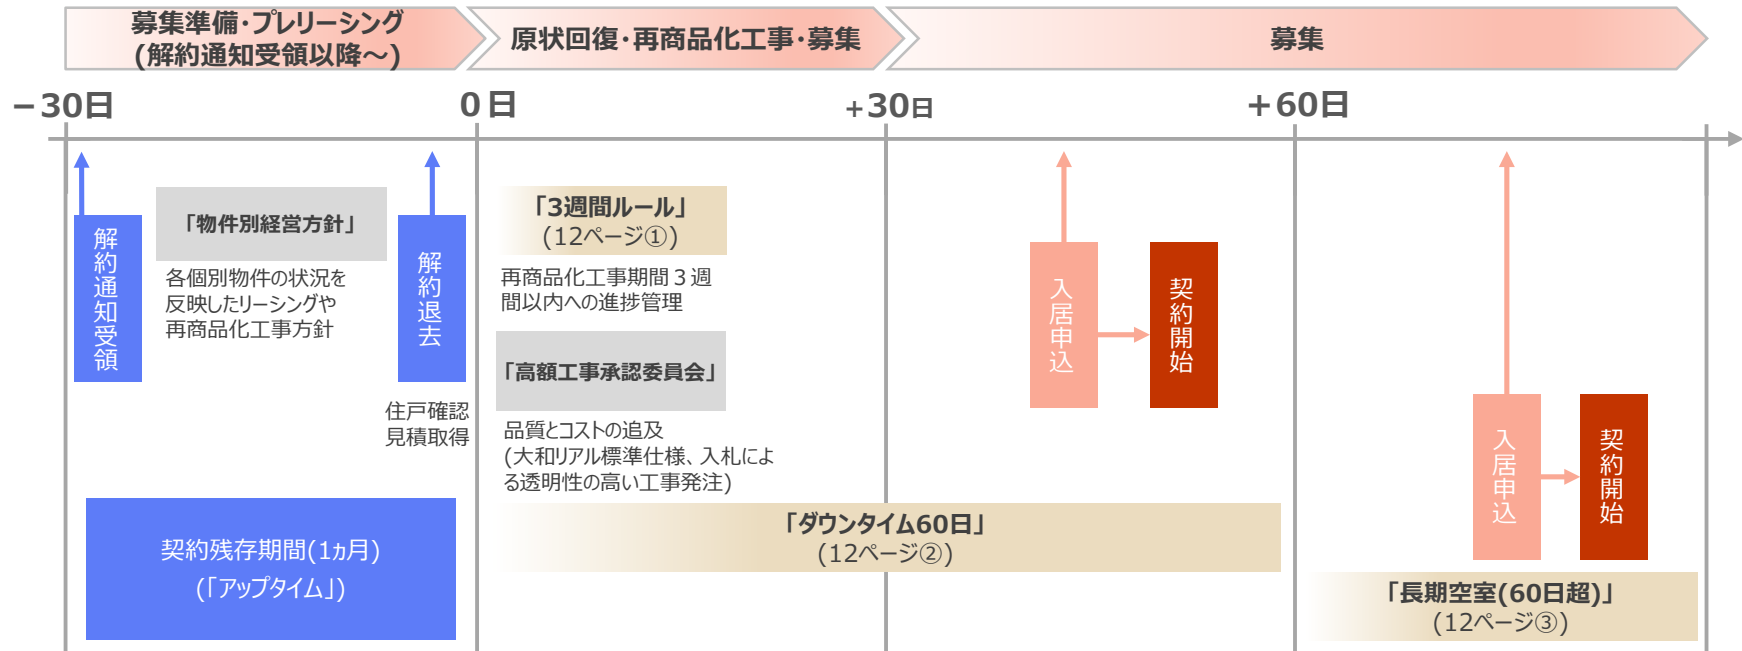 募集準備・プレリーシング
(解約通知受領以降～)
原状回復・再商品化工事・募集
募集
－30日
0日
+30日
+60日
解約通知受領
「物件別経営方針」
各個別物件の状況を
反映したリーシングや
再商品化工事方針
解約退去
住戸確認
見積取得
「3週間ルール」
(12ページ①)
再商品化工事期間３週
間以内への進捗管理
「高額工事承認委員会」
品質とコストの追及
(大和リアル標準仕様、入札によ
る透明性の高い工事発注)
入居申込
契約開始
入居申込
契約開始
契約残存期間(1ヵ月)
(「アップタイム」)
「ダウンタイム60日」
(12ページ②)
「長期空室(60日超)」
(12ページ③)